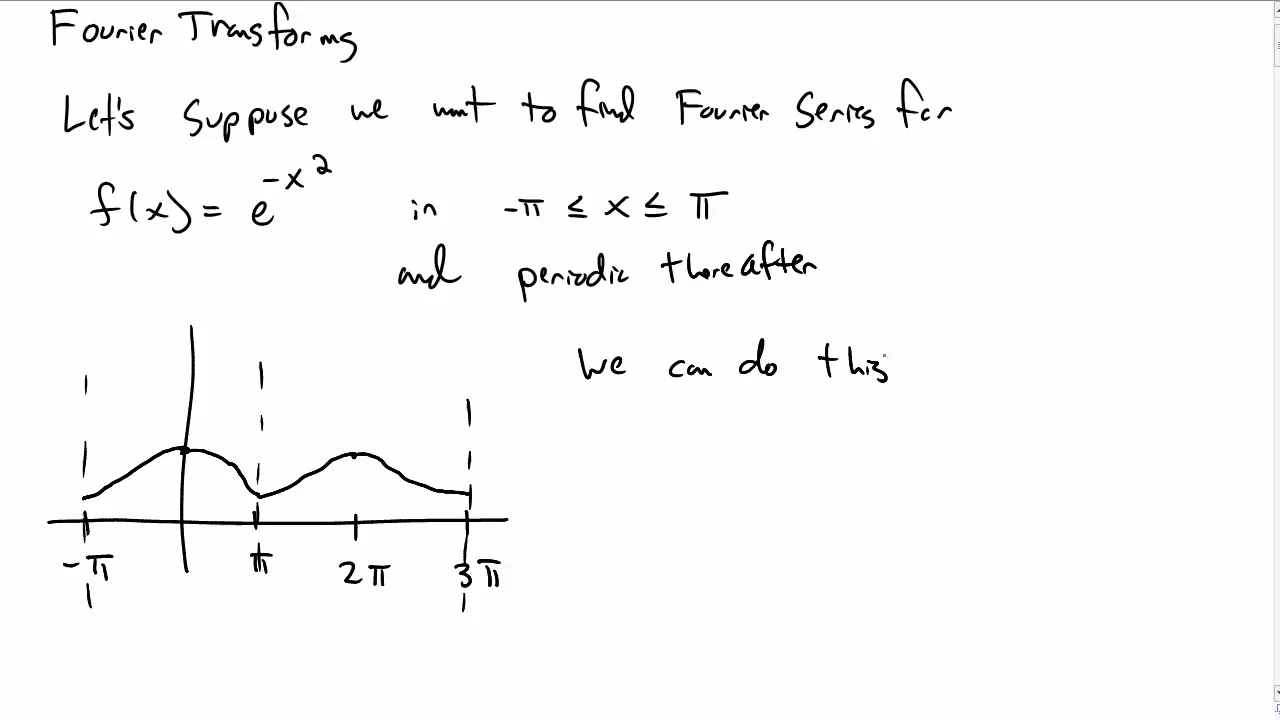 Fourier Transforms
Let's suppose we want to find Fourier Series for
f(x) = e^{-x^2} in -π ≤ x ≤ π
and periodic thereafter
We can do this
-π π 2π 3π